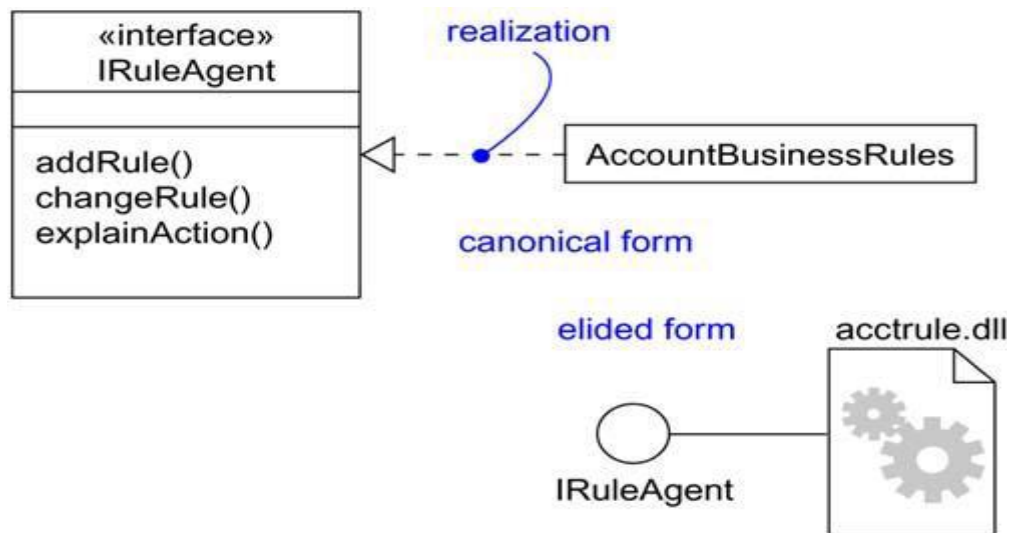 «interface»
IRuleAgent
addRule()
changeRule()
explainAction()
realization
AccountBusinessRules
canonical form
elided form
acctrule.dll
IRuleAgent